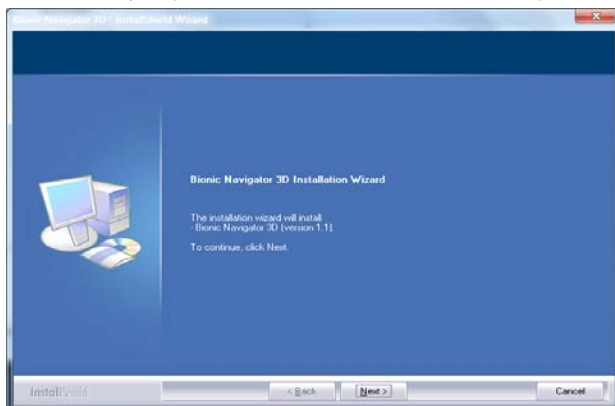 Bionic Navigator 3D - InstallShield Wizard
Bionic Navigator 3D Installation Wizard
The installation wizard will install
- Bionic Navigator 3D (version 1.1)
To continue, click Next.
InstallShield
< Back
Next >
Cancel